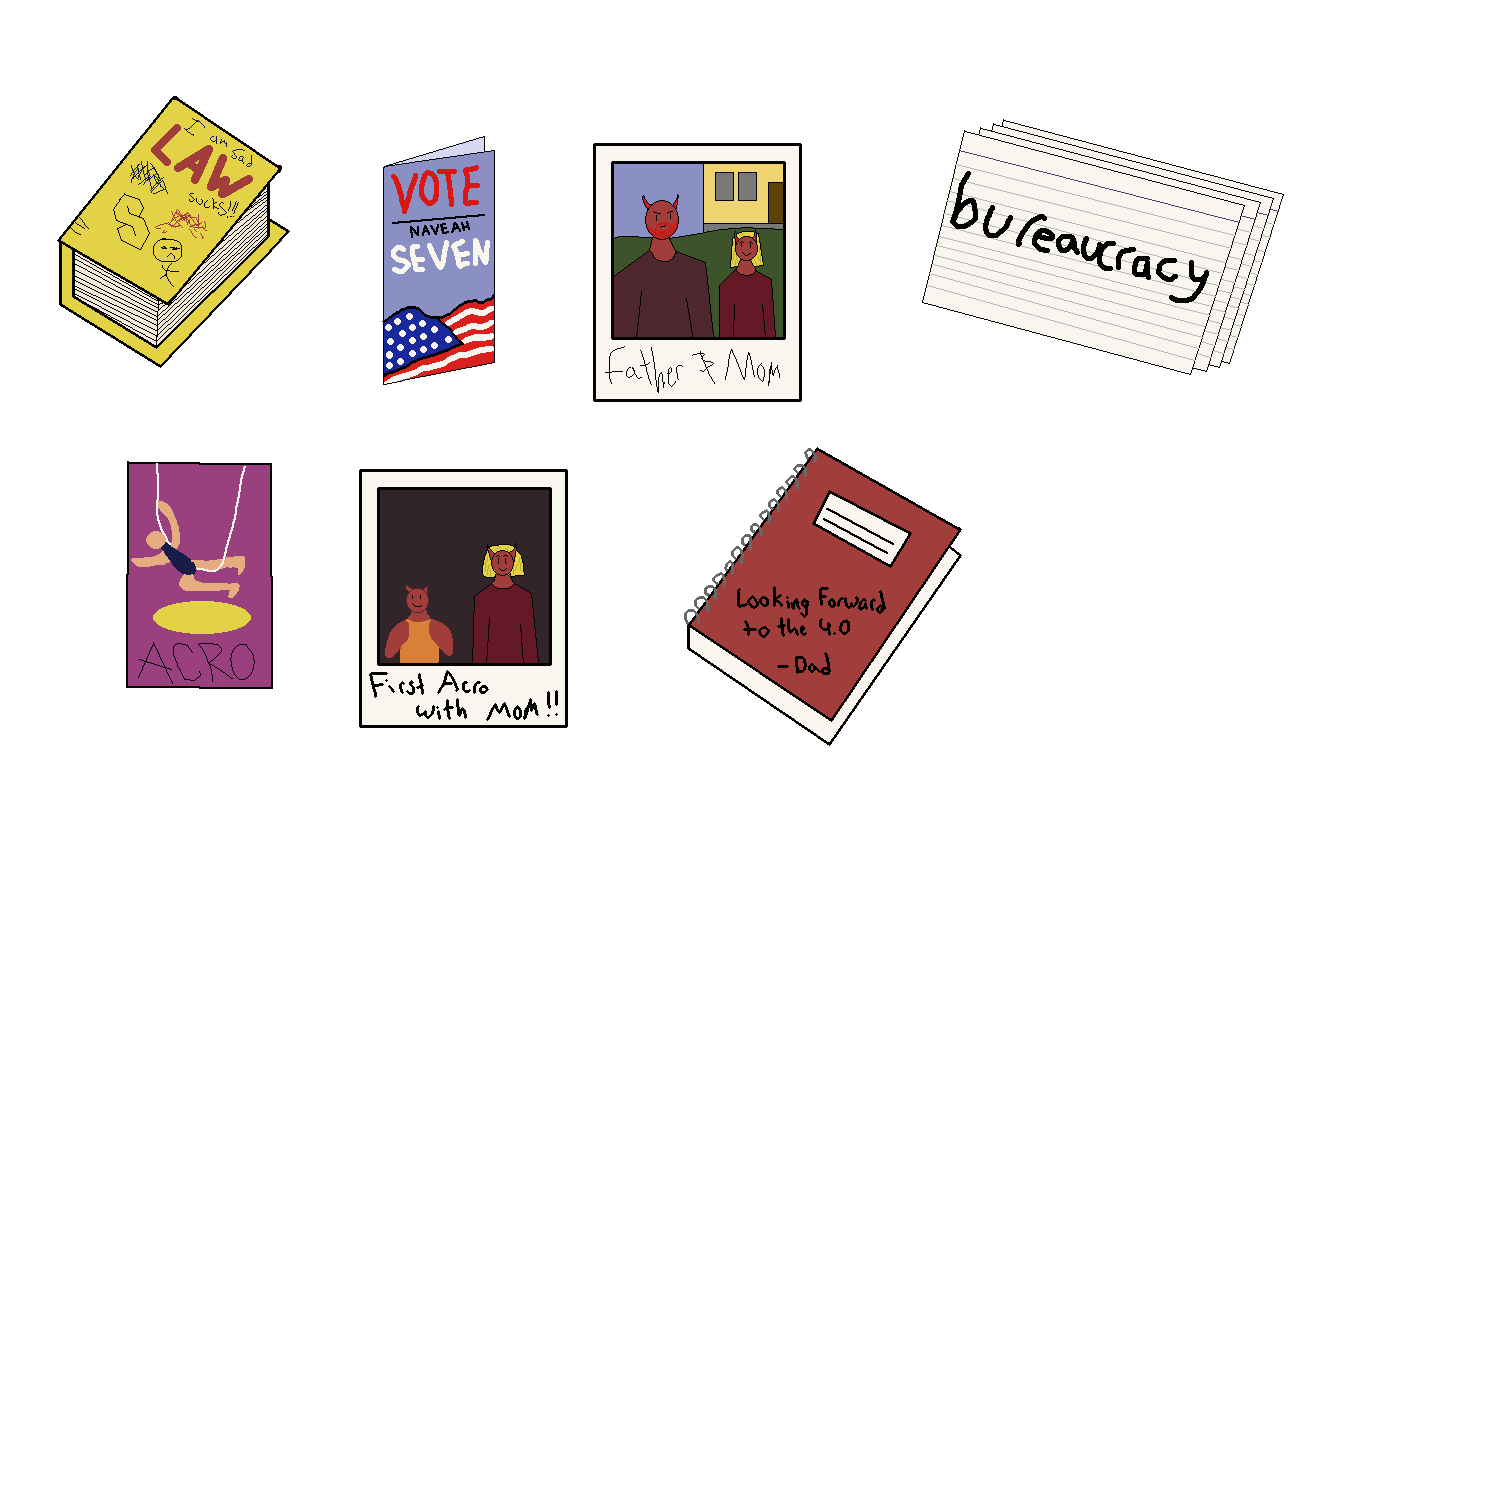 I am sad
LAW
sucks!!!
S
VOTE
NAVEAH
SEVEN
Father & Mom
bureaucracy
ACRO
First Acro
with Mom!!
Looking Forward
to the 4.0
-Dad